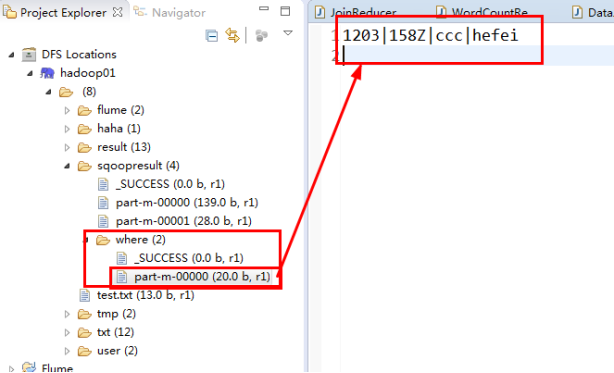 Project Explorer
Navigator
DFS Locations
hadoop01
(8)
flume (2)
haha (1)
result (13)
sqoopresult (4)
_SUCCESS (0.0 b, r1)
part-m-00000 (139.0 b, r1)
part-m-00001 (28.0 b, r1)
where (2)
_SUCCESS (0.0 b, r1)
part-m-00000 (20.0 b, r1)
test.txt (13.0 b, r1)
tmp (2)
txt (12)
user (2)
Flume
JoinReducer
WordCountRe
Data
1 1203|158Z|ccc|hefei
2